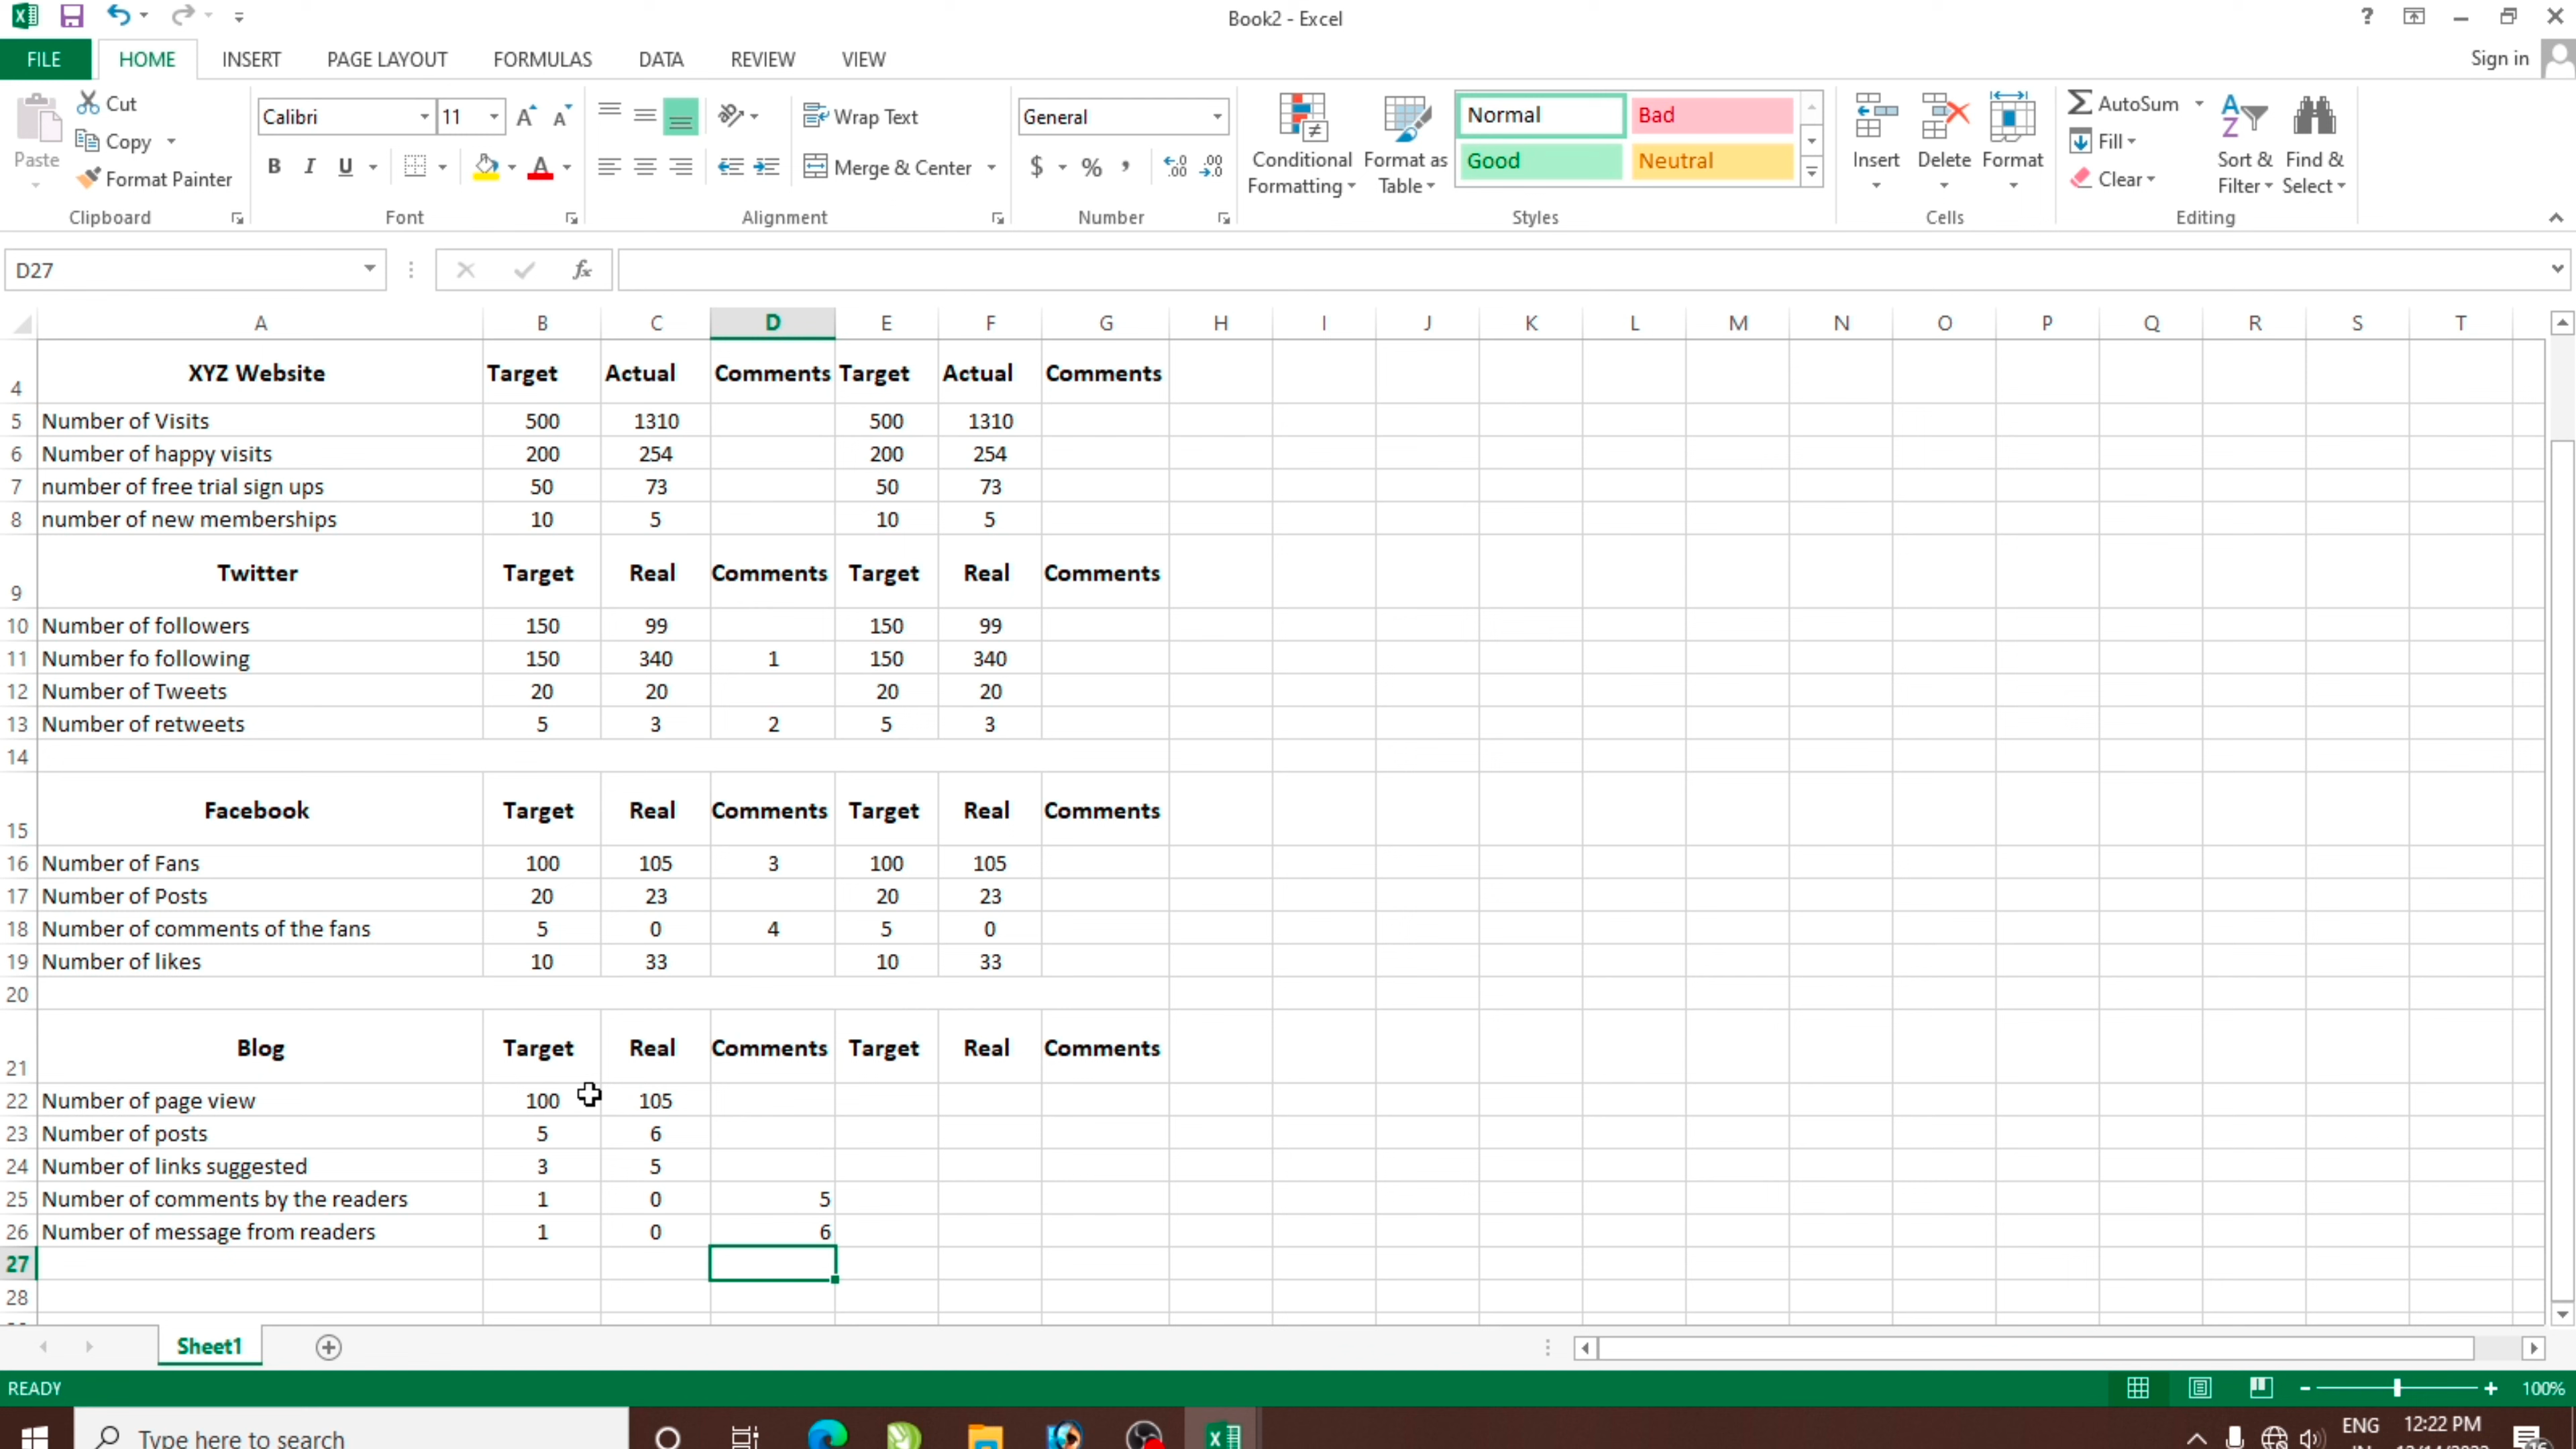 Book2 - Excel
FILE HOME INSERT PAGE LAYOUT FORMULAS DATA REVIEW VIEW Sign in
Paste Cut Copy Format Painter
Calibri 11
B I U
Wrap Text
Merge & Center
General
$ % ,
Conditional Formatting
Format as Table
Normal Bad
Good Neutral
Insert Delete Format
AutoSum
Fill
Clear
Sort & Filter
Find & Select
Clipboard Font Alignment Number Styles Cells Editing
D27 fx
A B C D E F G H I J K L M N O P Q R S T
4 XYZ Website Target Actual Comments Target Actual Comments
5 Number of Visits 500 1310 500 1310
6 Number of happy visits 200 254 200 254
7 number of free trial sign ups 50 73 50 73
8 number of new memberships 10 5 10 5
9 Twitter Target Real Comments Target Real Comments
10 Number of followers 150 99 150 99
11 Number fo following 150 340 1 150 340
12 Number of Tweets 20 20 20 20
13 Number of retweets 5 3 2 5 3
14
15 Facebook Target Real Comments Target Real Comments
16 Number of Fans 100 105 3 100 105
17 Number of Posts 20 23 20 23
18 Number of comments of the fans 5 0 4 5 0
19 Number of likes 10 33 10 33
20
21 Blog Target Real Comments Target Real Comments
22 Number of page view 100 105
23 Number of posts 5 6
24 Number of links suggested 3 5
25 Number of comments by the readers 1 0 5
26 Number of message from readers 1 0 6
27
28
Sheet1
READY 100%
Type here to search ENG 12:22 PM